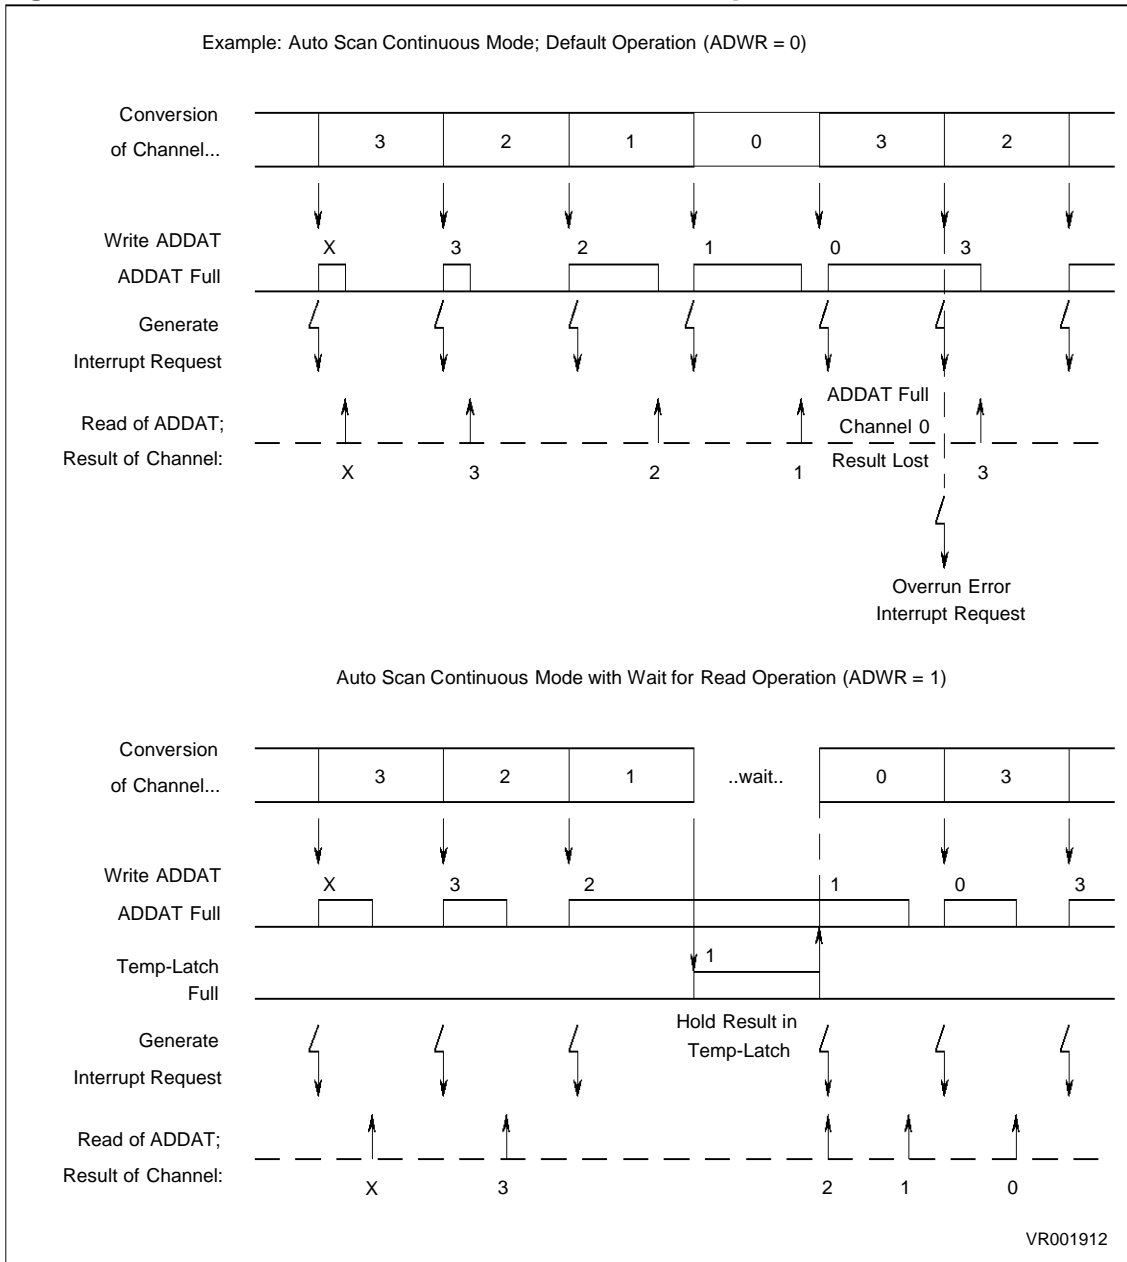 Example: Auto Scan Continuous Mode; Default Operation (ADWR = 0)
Conversion
of Channel...
3 2 1 0 3 2
Write ADDAT
X 3 2 1 0 3
ADDAT Full
Generate
Interrupt Request
Read of ADDAT;
ADDAT Full
Channel 0
Result of Channel:
Result Lost
X 3 2 1 3
Overrun Error
Interrupt Request
Auto Scan Continuous Mode with Wait for Read Operation (ADWR = 1)
Conversion
of Channel...
3 2 1 ..wait.. 0 3
Write ADDAT
X 3 2 1 0 3
ADDAT Full
Temp-Latch
Full
1
Hold Result in
Temp-Latch
Generate
Interrupt Request
Read of ADDAT;
Result of Channel:
X 3 2 1 0
VR001912